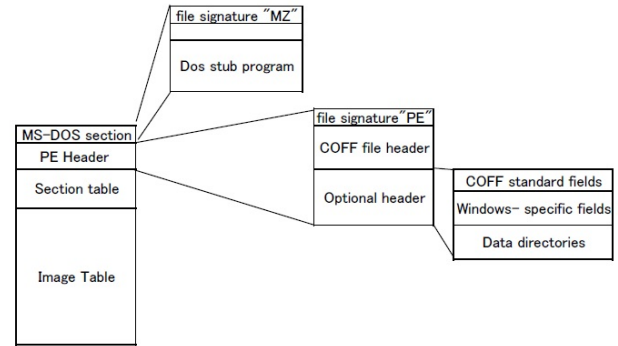 file signature "MZ"
Dos stub program
MS-DOS section
PE Header
Section table
Image Table
file signature"PE"
COFF file header
Optional header
COFF standard fields
Windows- specific fields
Data directories